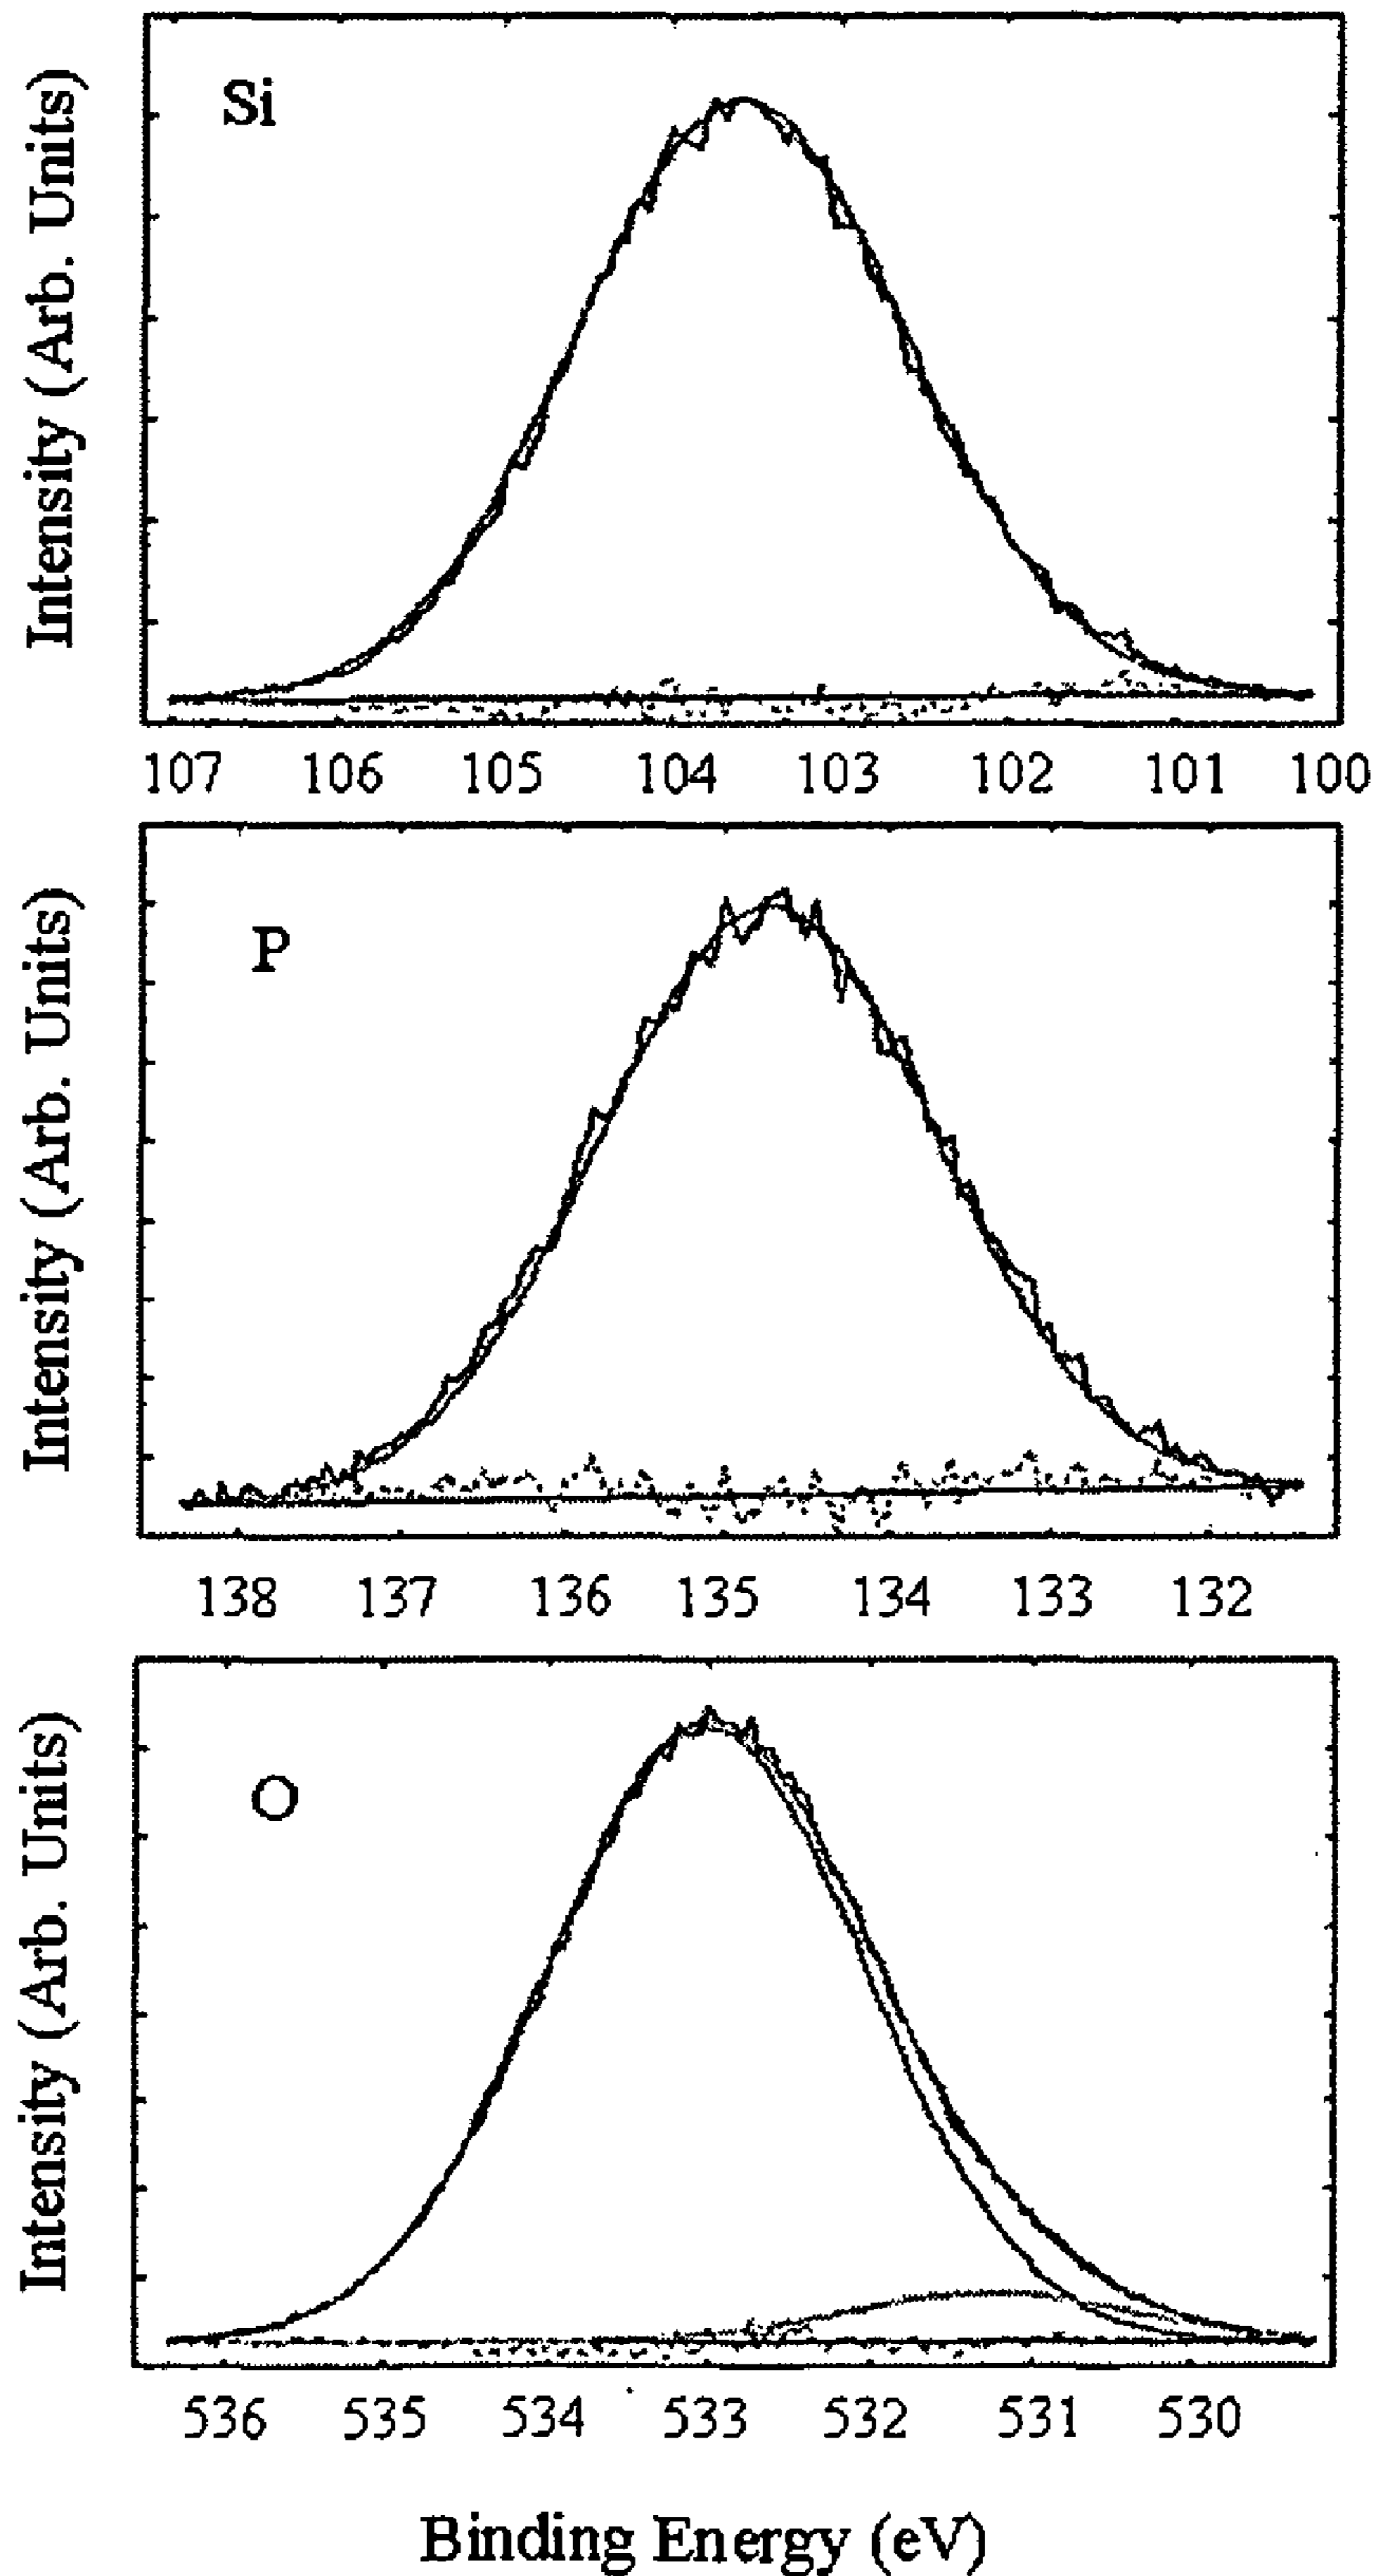 Intensity (Arb. Units)
Si
107 106 105 104 103 102 101 100
Intensity (Arb. Units)
P
138 137 136 135 134 133 132
Intensity (Arb. Units)
O
536 535 534 533 532 531 530
Binding Energy (eV)